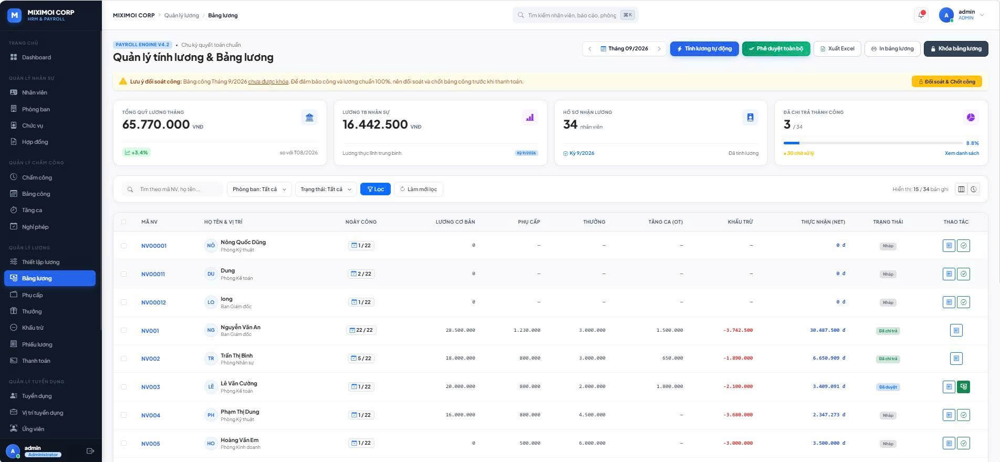 MIXIMOI CORP
HRM & PAYROLL
TRANG CHỦ
Dashboard
QUẢN LÝ NHÂN SỰ
Nhân viên
Phòng ban
Chức vụ
Hợp đồng
QUẢN LÝ CHẤM CÔNG
Chấm công
Bảng công
Tăng ca
Nghỉ phép
QUẢN LÝ LƯƠNG
Thiết lập lương
Bảng lương
Phụ cấp
Thưởng
Khấu trừ
Phiếu lương
Thanh toán
QUẢN LÝ TUYỂN DỤNG
Tuyển dụng
Vị trí tuyển dụng
Ứng viên
A admin
Administrator
MIXIMOI CORP > Quản lý lương / Bảng lương
Tìm kiếm nhân viên, báo cáo, phòng ⌘K
A admin
ADMIN
PAYROLL ENGINE V4.2 • Chu kỳ quyết toán chuẩn
Quản lý tính lương & Bảng lương
Tháng 09/2026
Tính lương tự động
Phê duyệt toàn bộ
Xuất Excel
In bảng lương
Khóa bảng lương
Lưu ý đối soát công: Bảng công Tháng 9/2026 chưa được khóa. Để đảm bảo công và lương chuẩn 100%, nên đối soát và chốt bảng công trước khi thanh toán.
Đối soát & Chốt công
TỔNG QUỸ LƯƠNG THÁNG
65.770.000 VNĐ
+3.4% so với T08/2026
LƯƠNG TB NHÂN SỰ
16.442.500 VNĐ
Lương thực lĩnh trung bình Kỳ 9/2026
HỒ SƠ NHẬN LƯƠNG
34 nhân viên
Kỳ 9/2026 Đã tính lương
ĐÃ CHI TRẢ THÀNH CÔNG
3 / 34
8.8%
• 30 chờ xử lý Xem danh sách
Tìm theo mã NV, họ tên...
Phòng ban: Tất cả
Trạng thái: Tất cả
Lọc
Làm mới lọc
Hiển thị: 15 / 34 bản ghi
MÃ NV HỌ TÊN & VỊ TRÍ NGÀY CÔNG LƯƠNG CƠ BẢN PHỤ CẤP THƯỞNG TĂNG CA (OT) KHẤU TRỪ THỰC NHẬN (NET) TRẠNG THÁI THAO TÁC
NV00001 NÔ Nông Quốc Dũng 1 / 22 0 – – – – 0 đ Nháp
Phòng Kỹ thuật
NV00011 DU Dung 2 / 22 0 – – – – 0 đ Nháp
Phòng Kế toán
NV00012 LO long 1 / 22 0 – – – – 0 đ Nháp
Ban Giám đốc
NV001 NG Nguyễn Văn An 22 / 22 28.500.000 1.230.000 3.000.000 1.500.000 -3.742.500 30.487.500 đ Đã chi trả
Ban Giám đốc
NV002 TR Trần Thị Bình 5 / 22 18.000.000 800.000 3.000.000 650.000 -1.890.000 6.650.909 đ Đã chi trả
Phòng Nhân sự
NV003 LÊ Lê Văn Cường 1 / 22 20.000.000 800.000 2.000.000 1.800.000 -2.100.000 3.409.091 đ Đã duyệt
Phòng Kế toán
NV004 PH Phạm Thị Dung 1 / 22 16.000.000 800.000 4.500.000 – -3.680.000 2.347.273 đ Nháp
Phòng Kỹ thuật
NV005 HO Hoàng Văn Em 1 / 22 0 500.000 6.000.000 – -3.000.000 3.500.000 đ Nháp
Phòng Kinh doanh